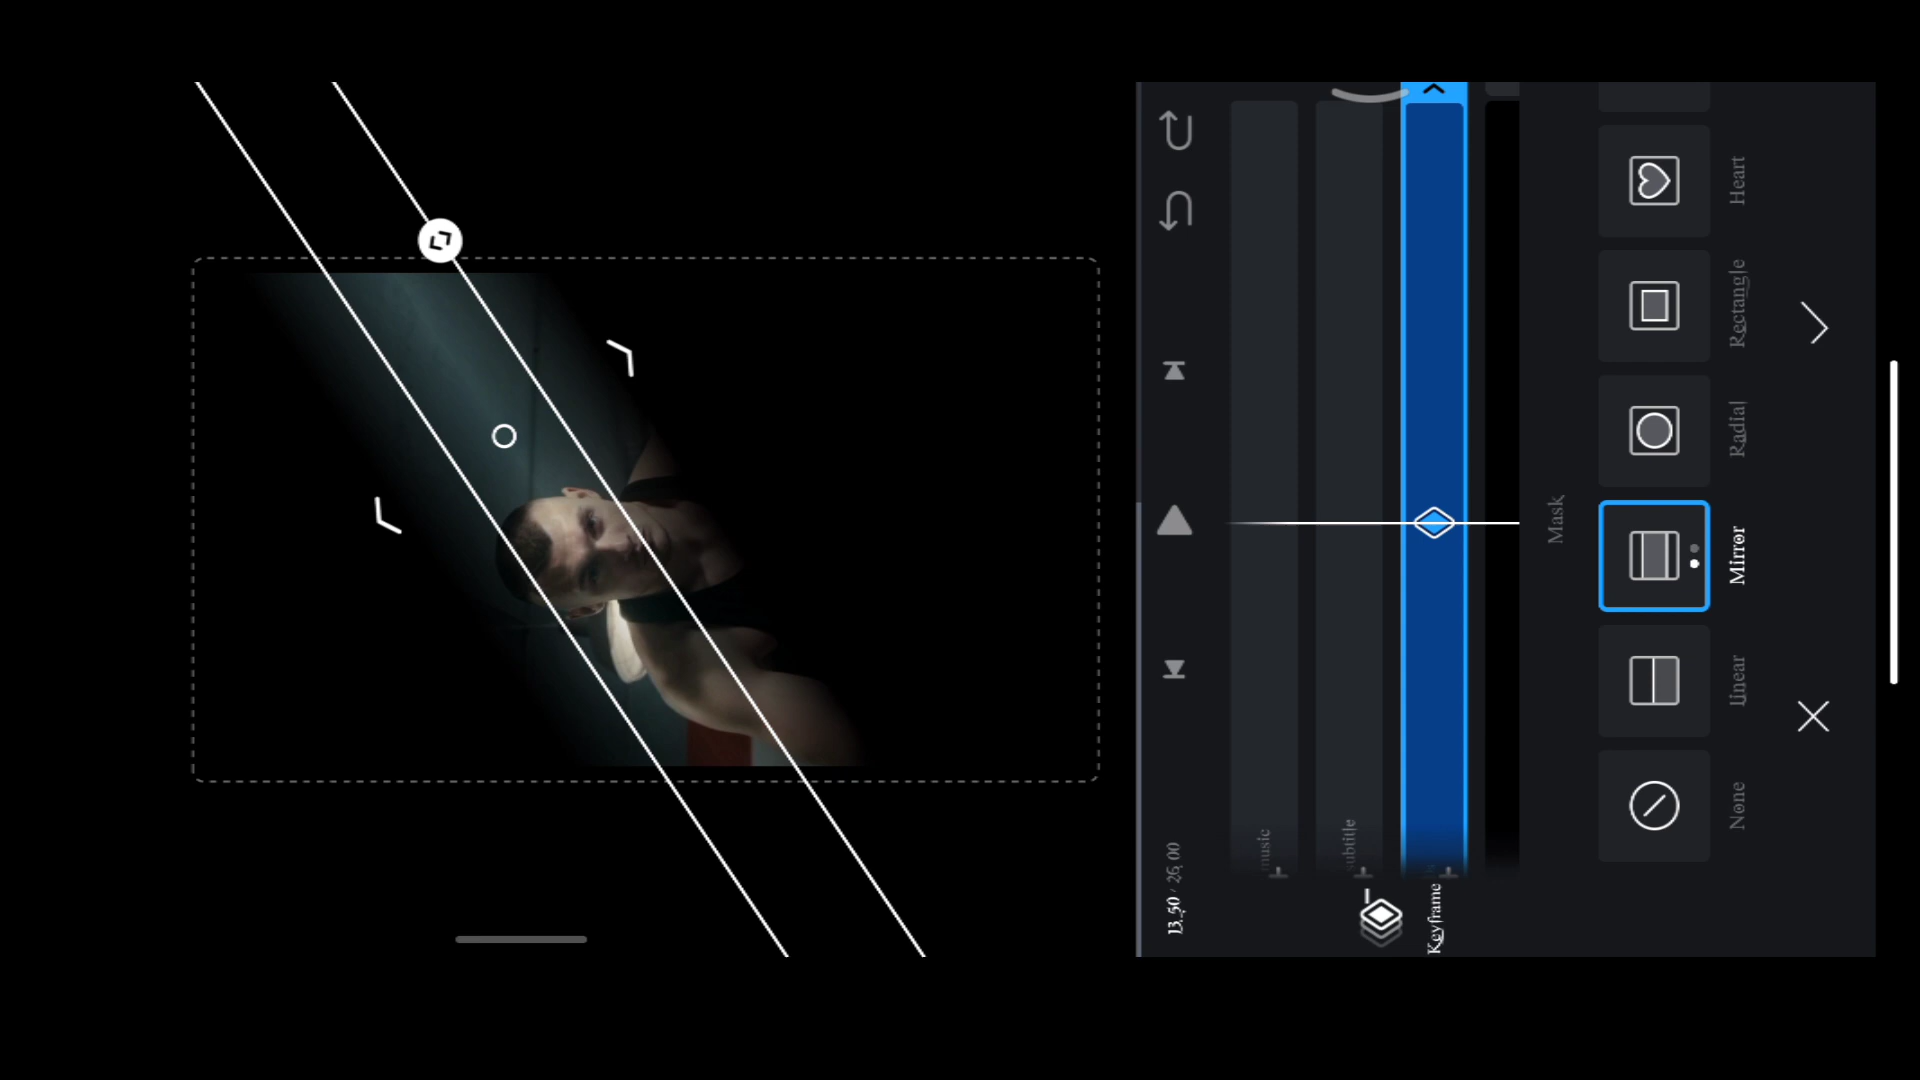 13.50 / 26.00
music
subtitle
Keyframe
Mask
None
Linear
Mirror
Radial
Rectangle
Heart